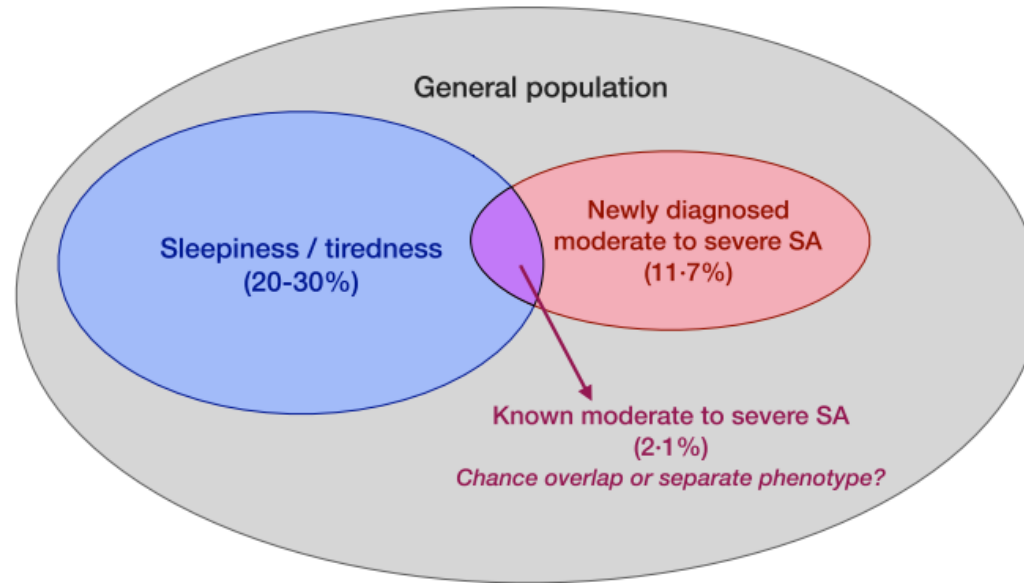 General population
Sleepiness / tiredness
(20-30%)
Newly diagnosed
moderate to severe SA
(11·7%)
Known moderate to severe SA
(2·1%)
Chance overlap or separate phenotype?